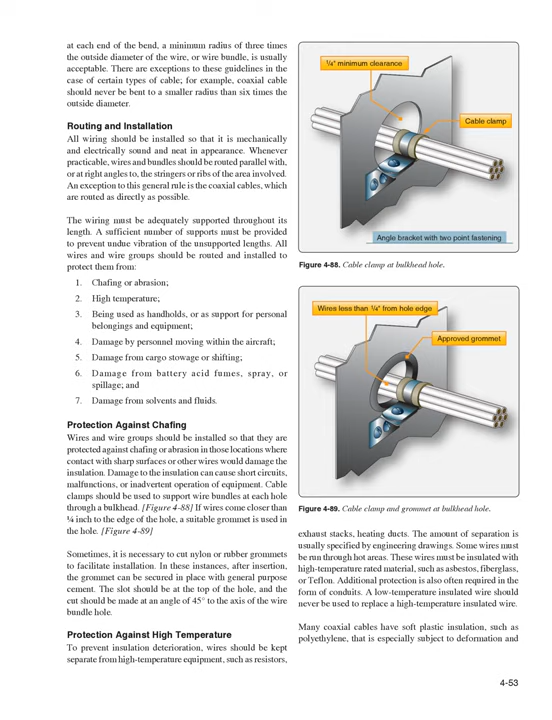 at each end of the bend, a minimum radius of three times
the outside diameter of the wire, or wire bundle, is usually
acceptable. There are exceptions to these guidelines in the
case of certain types of cable; for example, coaxial cable
should never be bent to a smaller radius than six times the
outside diameter.
Routing and Installation
All wiring should be installed so that it is mechanically
and electrically sound and neat in appearance. Whenever
practicable, wires and bundles should be routed parallel with,
or at right angles to, the stringers or ribs of the area involved.
An exception to this general rule is the coaxial cables, which
are routed as directly as possible.
The wiring must be adequately supported throughout its
length. A sufficient number of supports must be provided
to prevent undue vibration of the unsupported lengths. All
wires and wire groups should be routed and installed to
protect them from:
1. Chafing or abrasion;
2. High temperature;
3. Being used as handholds, or as support for personal
belongings and equipment;
4. Damage by personnel moving within the aircraft;
5. Damage from cargo stowage or shifting;
6. Damage from battery acid fumes, spray, or
spillage; and
7. Damage from solvents and fluids.
Protection Against Chafing
Wires and wire groups should be installed so that they are
protected against chafing or abrasion in those locations where
contact with sharp surfaces or other wires would damage the
insulation. Damage to the insulation can cause short circuits,
malfunctions, or inadvertent operation of equipment. Cable
clamps should be used to support wire bundles at each hole
through a bulkhead. [Figure 4-88] If wires come closer than
¼ inch to the edge of the hole, a suitable grommet is used in
the hole. [Figure 4-89]
Sometimes, it is necessary to cut nylon or rubber grommets
to facilitate installation. In these instances, after insertion,
the grommet can be secured in place with general purpose
cement. The slot should be at the top of the hole, and the
cut should be made at an angle of 45° to the axis of the wire
bundle hole.
Protection Against High Temperature
To prevent insulation deterioration, wires should be kept
separate from high-temperature equipment, such as resistors,
¼" minimum clearance
Cable clamp
Angle bracket with two point fastening
Figure 4-88. Cable clamp at bulkhead hole.
Wires less than ¼" from hole edge
Approved grommet
Figure 4-89. Cable clamp and grommet at bulkhead hole.
exhaust stacks, heating ducts. The amount of separation is
usually specified by engineering drawings. Some wires must
be run through hot areas. These wires must be insulated with
high-temperature rated material, such as asbestos, fiberglass,
or Teflon. Additional protection is also often required in the
form of conduits. A low-temperature insulated wire should
never be used to replace a high-temperature insulated wire.
Many coaxial cables have soft plastic insulation, such as
polyethylene, that is especially subject to deformation and
4-53